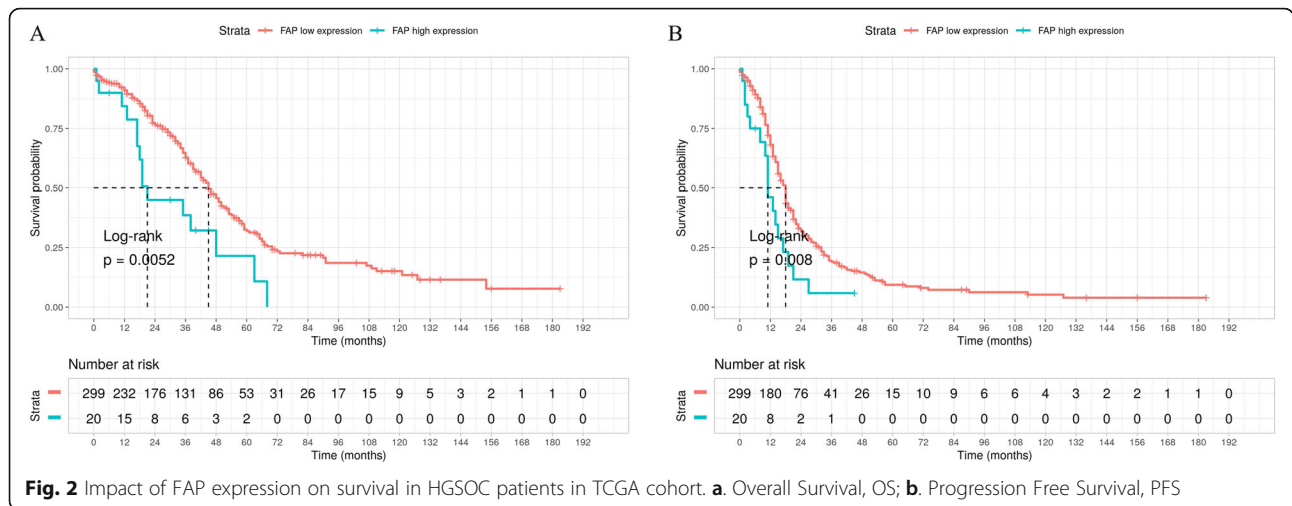 A
Strata FAP low expression FAP high expression
1.00
0.75
0.50
0.25
0.00
Survival probability
Log-rank
p = 0.0052
0 12 24 36 48 60 72 84 96 108 120 132 144 156 168 180 192
Time (months)
Number at risk
Strata
299 232 176 131 86 53 31 26 17 15 9 5 3 2 1 1 0
20 15 8 6 3 2 0 0 0 0 0 0 0 0 0 0 0
0 12 24 36 48 60 72 84 96 108 120 132 144 156 168 180 192
Time (months)
B
Strata FAP low expression FAP high expression
1.00
0.75
0.50
0.25
0.00
Survival probability
Log-rank
p = 0.008
0 12 24 36 48 60 72 84 96 108 120 132 144 156 168 180 192
Time (months)
Number at risk
Strata
299 180 76 41 26 15 10 9 6 6 4 3 2 2 1 1 0
20 8 2 1 0 0 0 0 0 0 0 0 0 0 0 0 0
0 12 24 36 48 60 72 84 96 108 120 132 144 156 168 180 192
Time (months)
Fig. 2 Impact of FAP expression on survival in HGSOC patients in TCGA cohort. a. Overall Survival, OS; b. Progression Free Survival, PFS